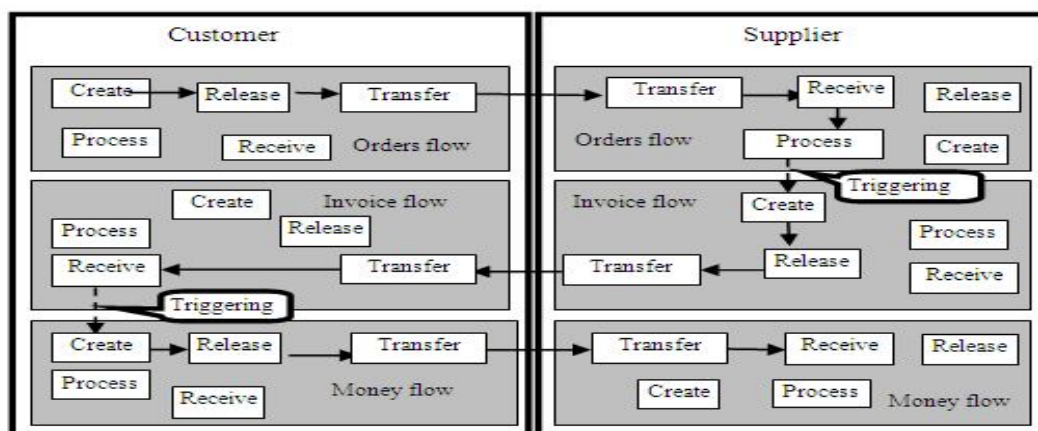 Customer
Create
Release
Transfer
Process
Receive
Orders flow
Create
Invoice flow
Release
Process
Receive
Transfer
Triggering
Create
Release
Transfer
Process
Receive
Money flow
Supplier
Transfer
Receive
Release
Orders flow
Process
Create
Triggering
Invoice flow
Create
Process
Transfer
Release
Receive
Transfer
Receive
Release
Create
Process
Money flow